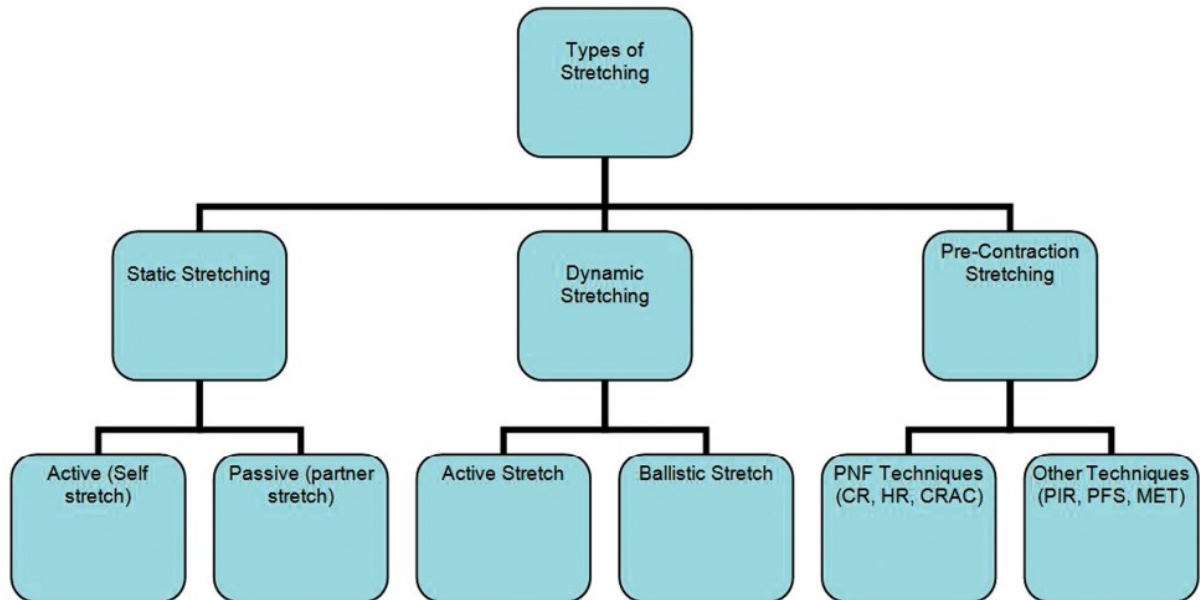 Types of
Stretching
Static Stretching
Dynamic
Stretching
Pre-Contraction
Stretching
Active (Self
stretch)
Passive (partner
stretch)
Active Stretch
Ballistic Stretch
PNF Techniques
(CR, HR, CRAC)
Other Techniques
(PIR, PFS, MET)